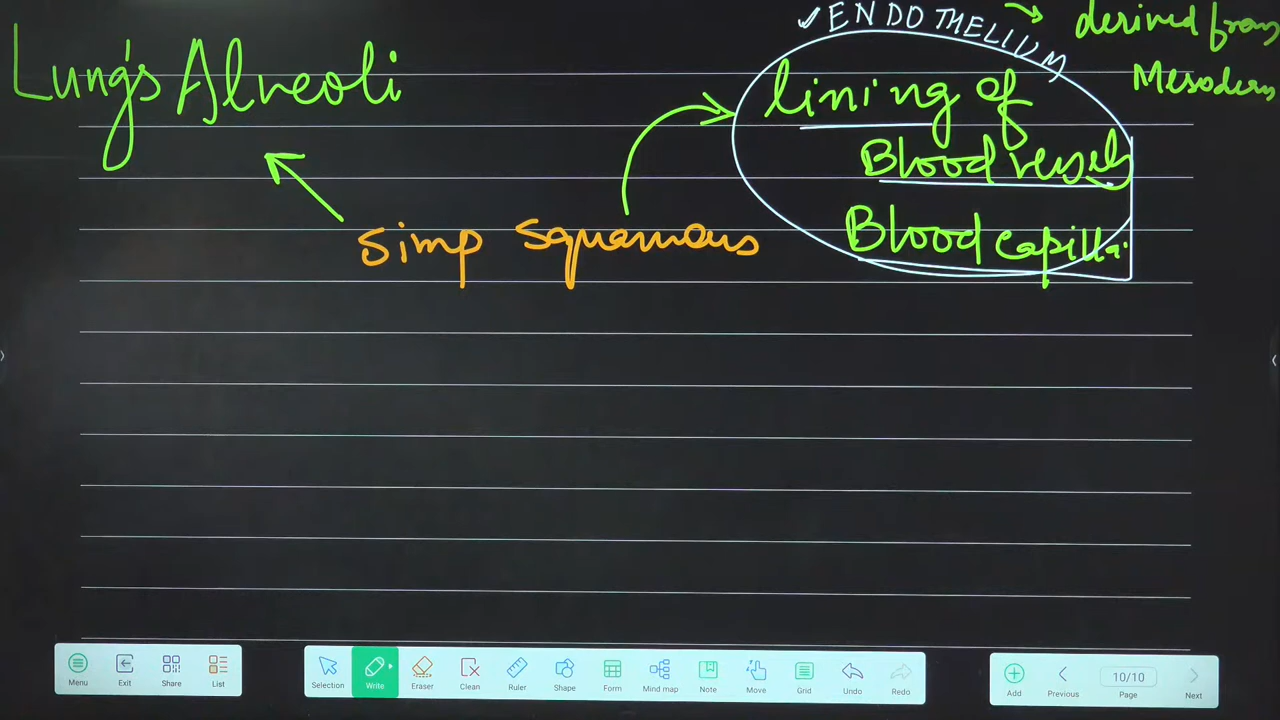 ✓ ENDOTHELIUM → derived from
Mesoderm
Lung's Alveoli
lining of
Blood vessels
Blood capilla
Simp Squamous
Menu
Exit
Share
List
Selection
Write
Eraser
Clean
Ruler
Shape
Form
Mind map
Note
Move
Grid
Undo
Redo
Add
Previous
10/10
Page
Next